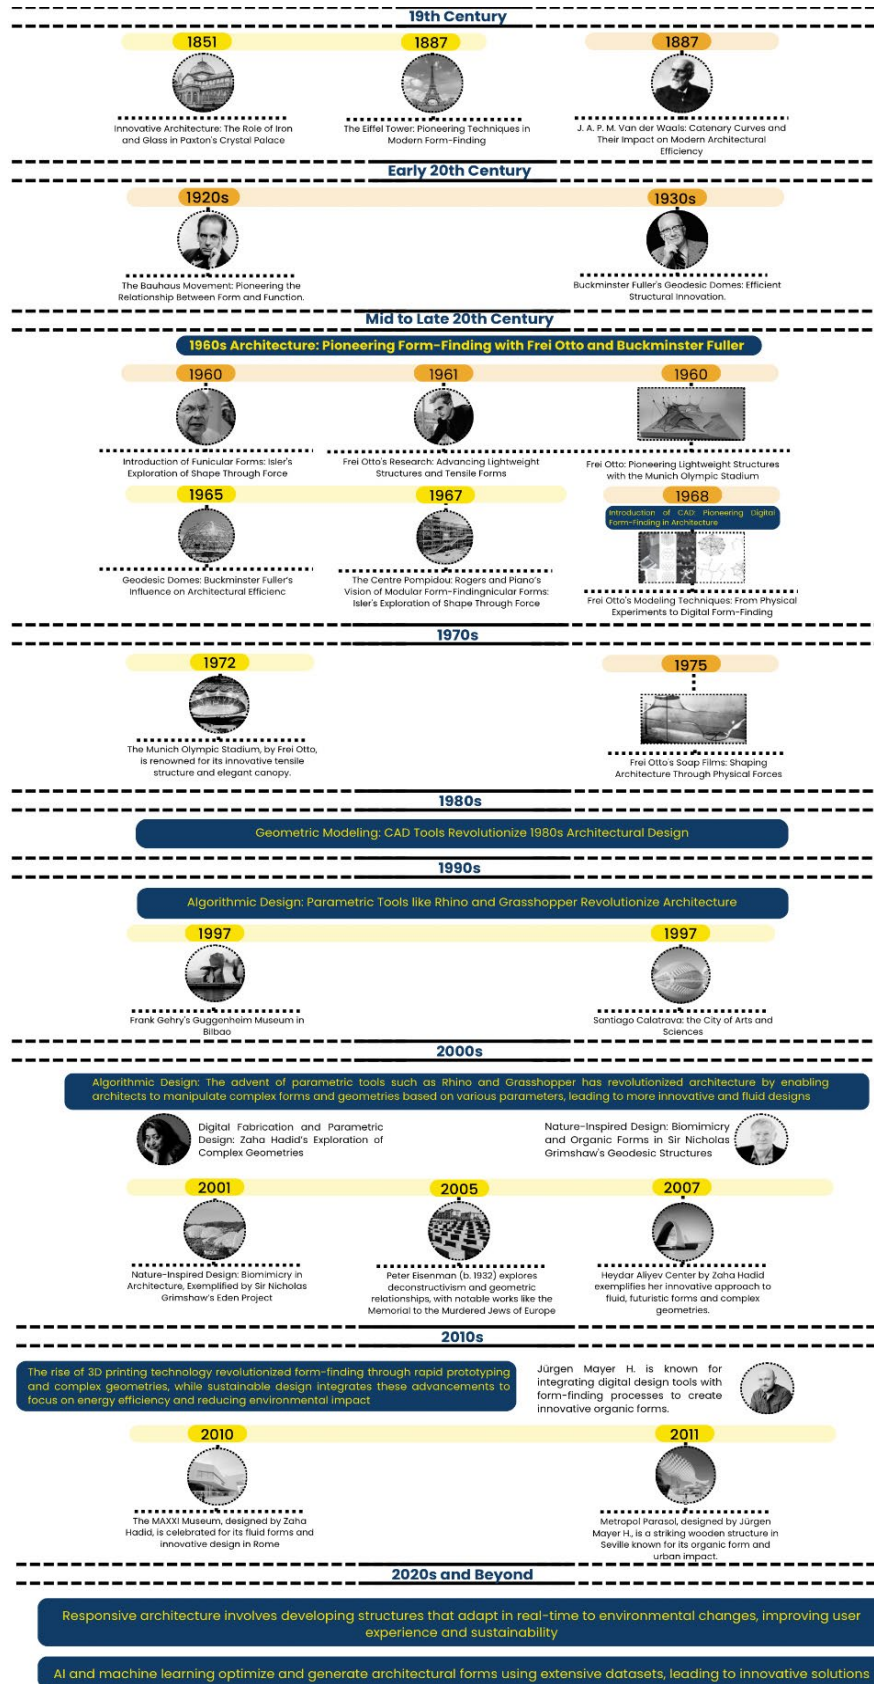 19th Century
1851
1887
1887
Innovative Architecture: The Role of Iron
and Glass in Paxton's Crystal Palace
The Eiffel Tower: Pioneering Techniques in
Modern Form-Finding
J. A. P. M. Van der Waals: Catenary Curves and
Their Impact on Modern Architectural
Efficiency
Early 20th Century
1920s
1930s
The Bauhaus Movement: Pioneering the
Relationship Between Form and Function.
Buckminster Fuller's Geodesic Domes: Efficient
Structural Innovation.
Mid to Late 20th Century
1960s Architecture: Pioneering Form-Finding with Frei Otto and Buckminster Fuller
1960
1961
1960
Introduction of Funicular Forms: Isler's
Exploration of Shape Through Force
Frei Otto's Research: Advancing Lightweight
Structures and Tensile Forms
Frei Otto: Pioneering Lightweight Structures
with the Munich Olympic Stadium
1965
1967
1968
Introduction of CAD: Pioneering Digital
Form-Finding in Architecture
Geodesic Domes: Buckminster Fuller's
Influence on Architectural Efficienc
The Centre Pompidou: Rogers and Piano's
Vision of Modular Form-Findingnicular Forms:
Isler's Exploration of Shape Through Force
Frei Otto's Modeling Techniques: From Physical
Experiments to Digital Form-Finding
1970s
1972
1975
The Munich Olympic Stadium, by Frei Otto,
is renowned for its innovative tensile
structure and elegant canopy.
Frei Otto's Soap Films: Shaping
Architecture Through Physical Forces
1980s
Geometric Modeling: CAD Tools Revolutionize 1980s Architectural Design
1990s
Algorithmic Design: Parametric Tools like Rhino and Grasshopper Revolutionize Architecture
1997
1997
Frank Gehry's Guggenheim Museum in
Bilbao
Santiago Calatrava: the City of Arts and
Sciences
2000s
Algorithmic Design: The advent of parametric tools such as Rhino and Grasshopper has revolutionized architecture by enabling
architects to manipulate complex forms and geometries based on various parameters, leading to more innovative and fluid designs
Digital Fabrication and Parametric
Design: Zaha Hadid's Exploration of
Complex Geometries
Nature-Inspired Design: Biomimicry
and Organic Forms in Sir Nicholas
Grimshaw's Geodesic Structures
2001
2005
2007
Nature-Inspired Design: Biomimicry in
Architecture, Exemplified by Sir Nicholas
Grimshaw's Eden Project
Peter Eisenman (b. 1932) explores
deconstructivism and geometric
relationships, with notable works like the
Memorial to the Murdered Jews of Europe
Heydar Aliyev Center by Zaha Hadid
exemplifies her innovative approach to
fluid, futuristic forms and complex
geometries.
2010s
The rise of 3D printing technology revolutionized form-finding through rapid prototyping
and complex geometries, while sustainable design integrates these advancements to
focus on energy efficiency and reducing environmental impact
Jürgen Mayer H. is known for
integrating digital design tools with
form-finding processes to create
innovative organic forms.
2010
2011
The MAXXI Museum, designed by Zaha
Hadid, is celebrated for its fluid forms and
innovative design in Rome
Metropol Parasol, designed by Jürgen
Mayer H., is a striking wooden structure in
Seville known for its organic form and
urban impact.
2020s and Beyond
Responsive architecture involves developing structures that adapt in real-time to environmental changes, improving user
experience and sustainability
AI and machine learning optimize and generate architectural forms using extensive datasets, leading to innovative solutions